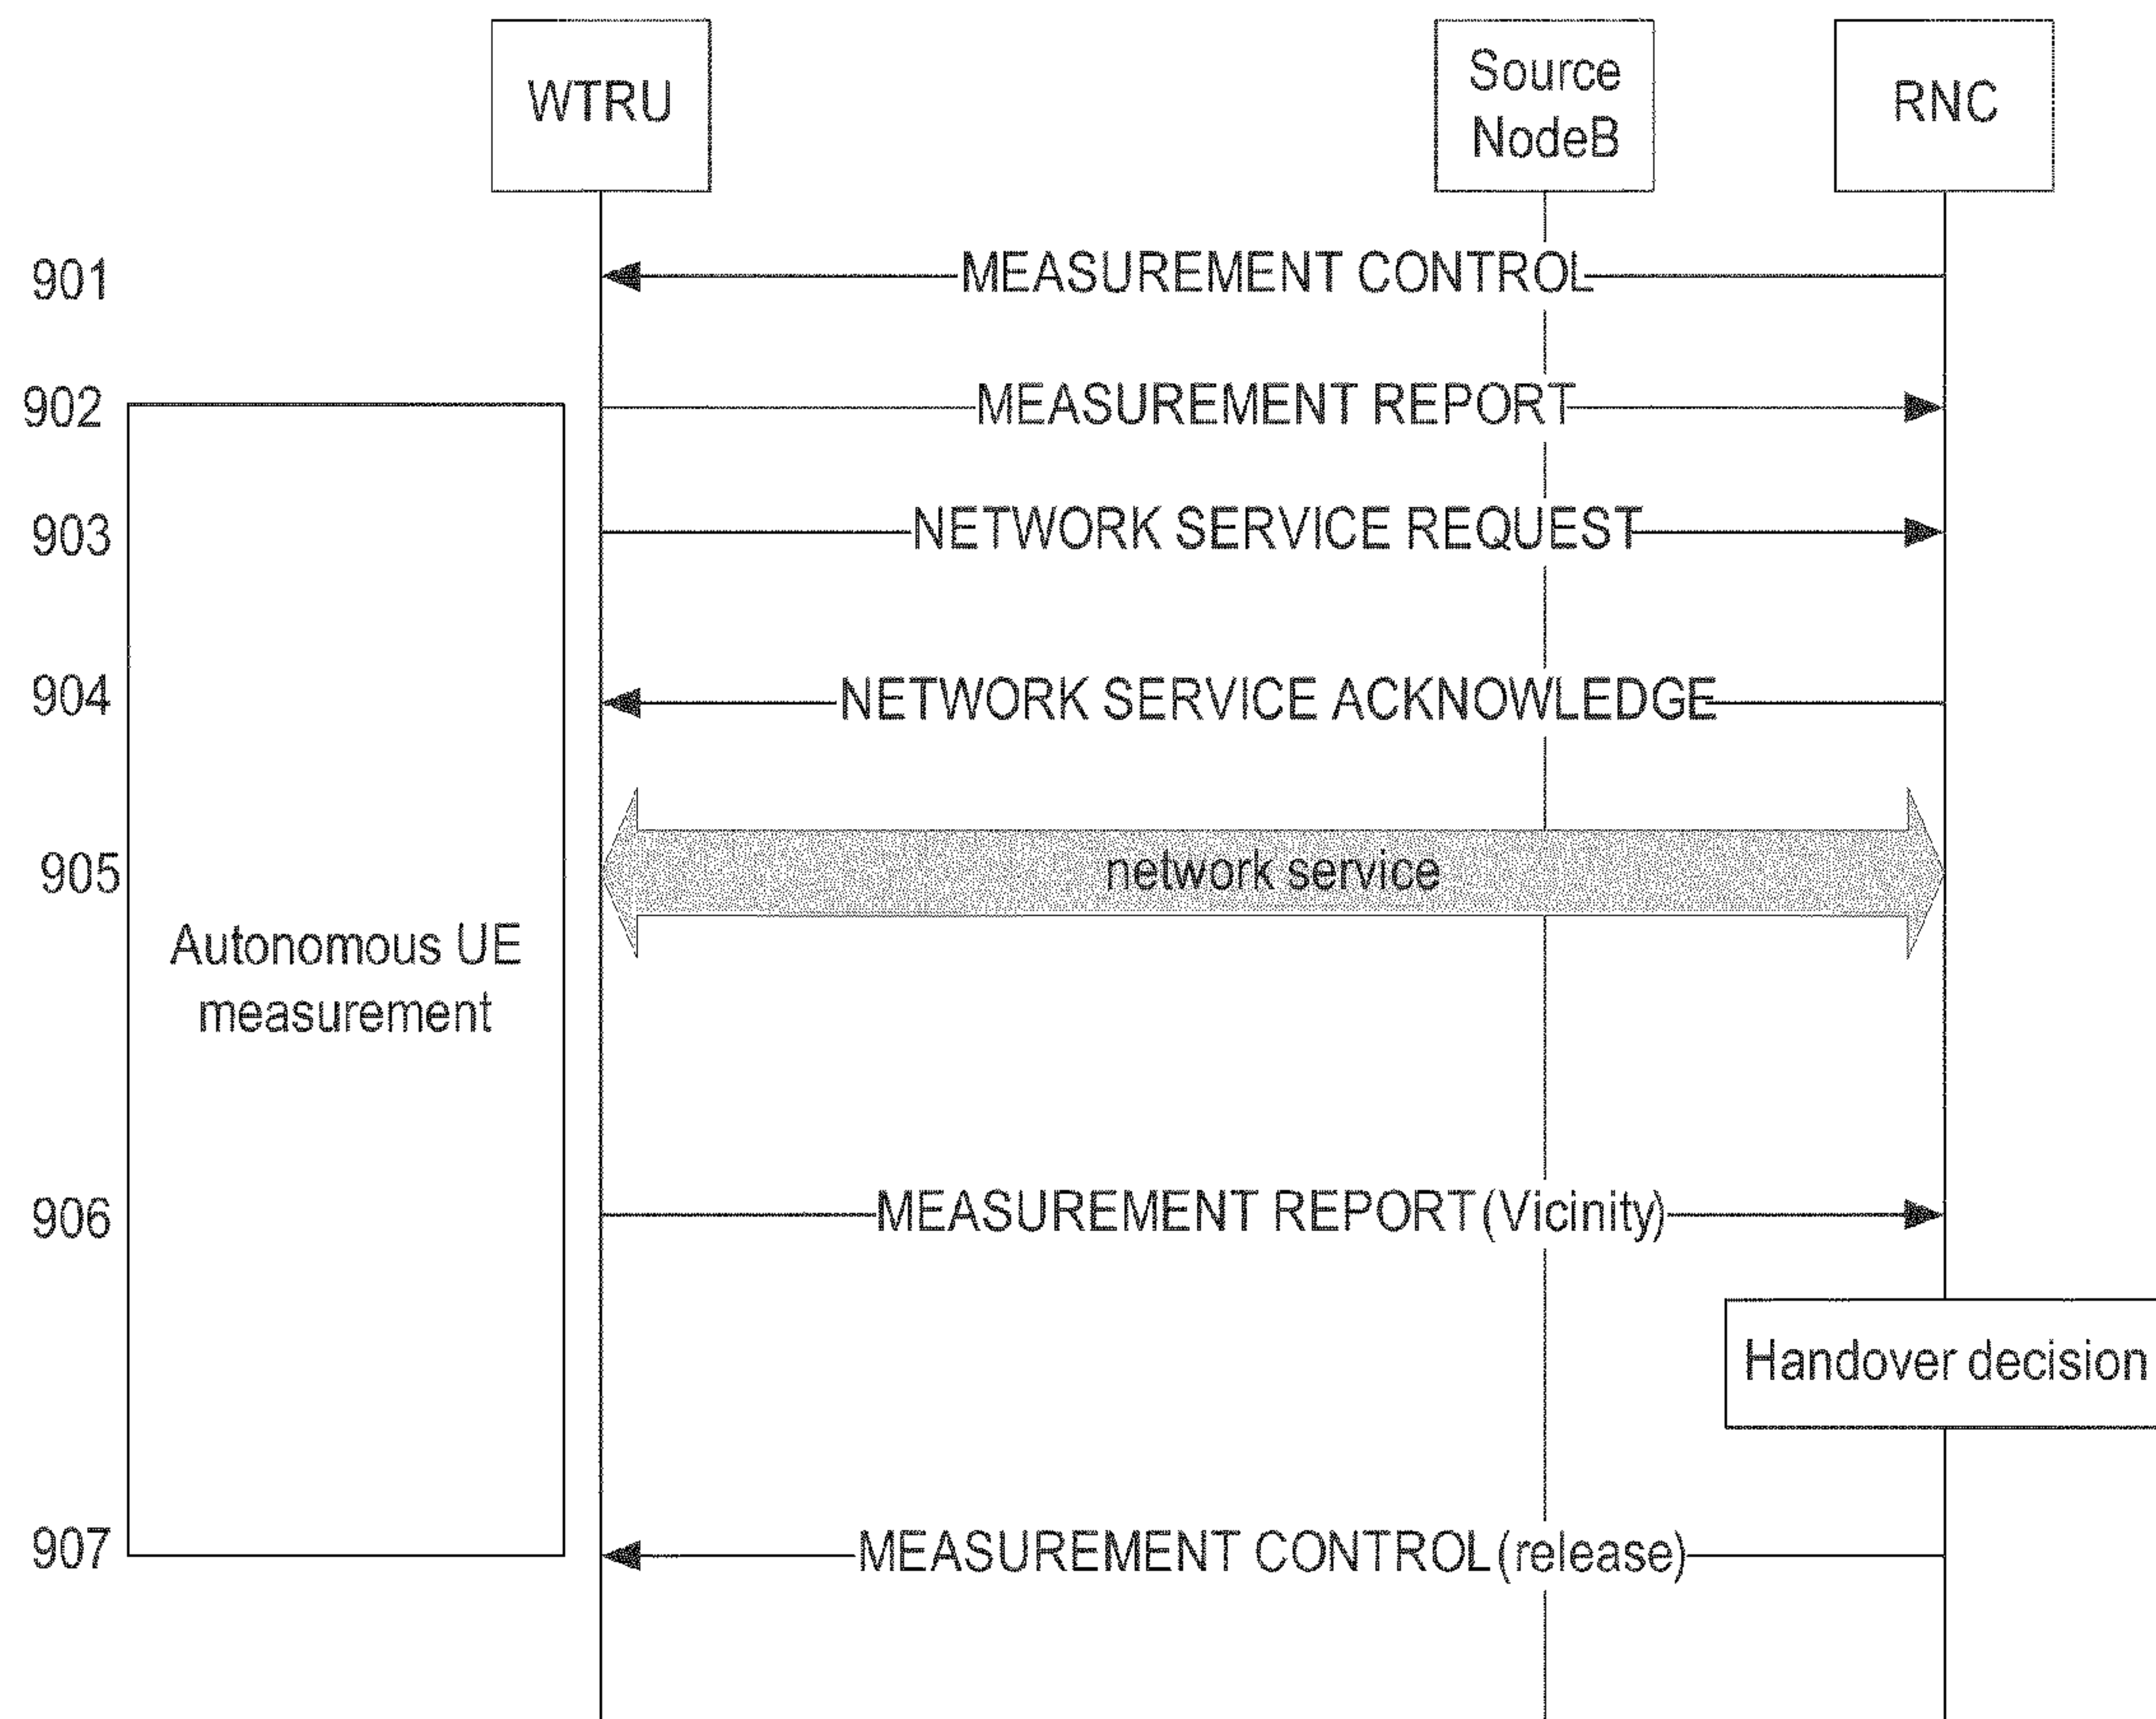 WTRU
Source
NodeB
RNC
901
MEASUREMENT CONTROL
902
MEASUREMENT REPORT
903
NETWORK SERVICE REQUEST
904
NETWORK SERVICE ACKNOWLEDGE
905
network service
Autonomous UE
measurement
906
MEASUREMENT REPORT(Vicinity)
Handover decision
907
MEASUREMENT CONTROL(release)